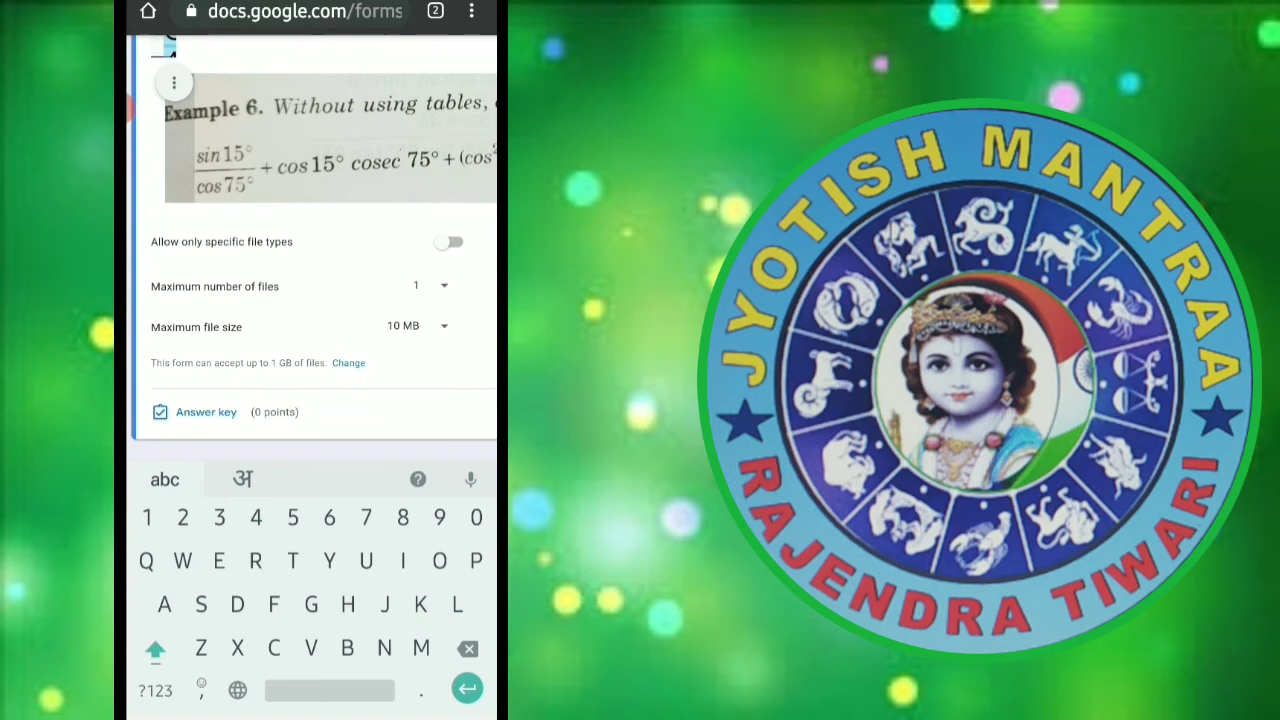 docs.google.com/forms
2
Example 6. Without using tables,
sin 15°
cos 75°
+ cos 15° cosec 75° + (cos²
Allow only specific file types
Maximum number of files 1
Maximum file size 10 MB
This form can accept up to 1 GB of files. Change
Answer key (0 points)
abc अ
1 2 3 4 5 6 7 8 9 0
Q W E R T Y U I O P
A S D F G H J K L
Z X C V B N M
?123 , .
JYOTISH MANTRAA
RAJENDRA TIWARI